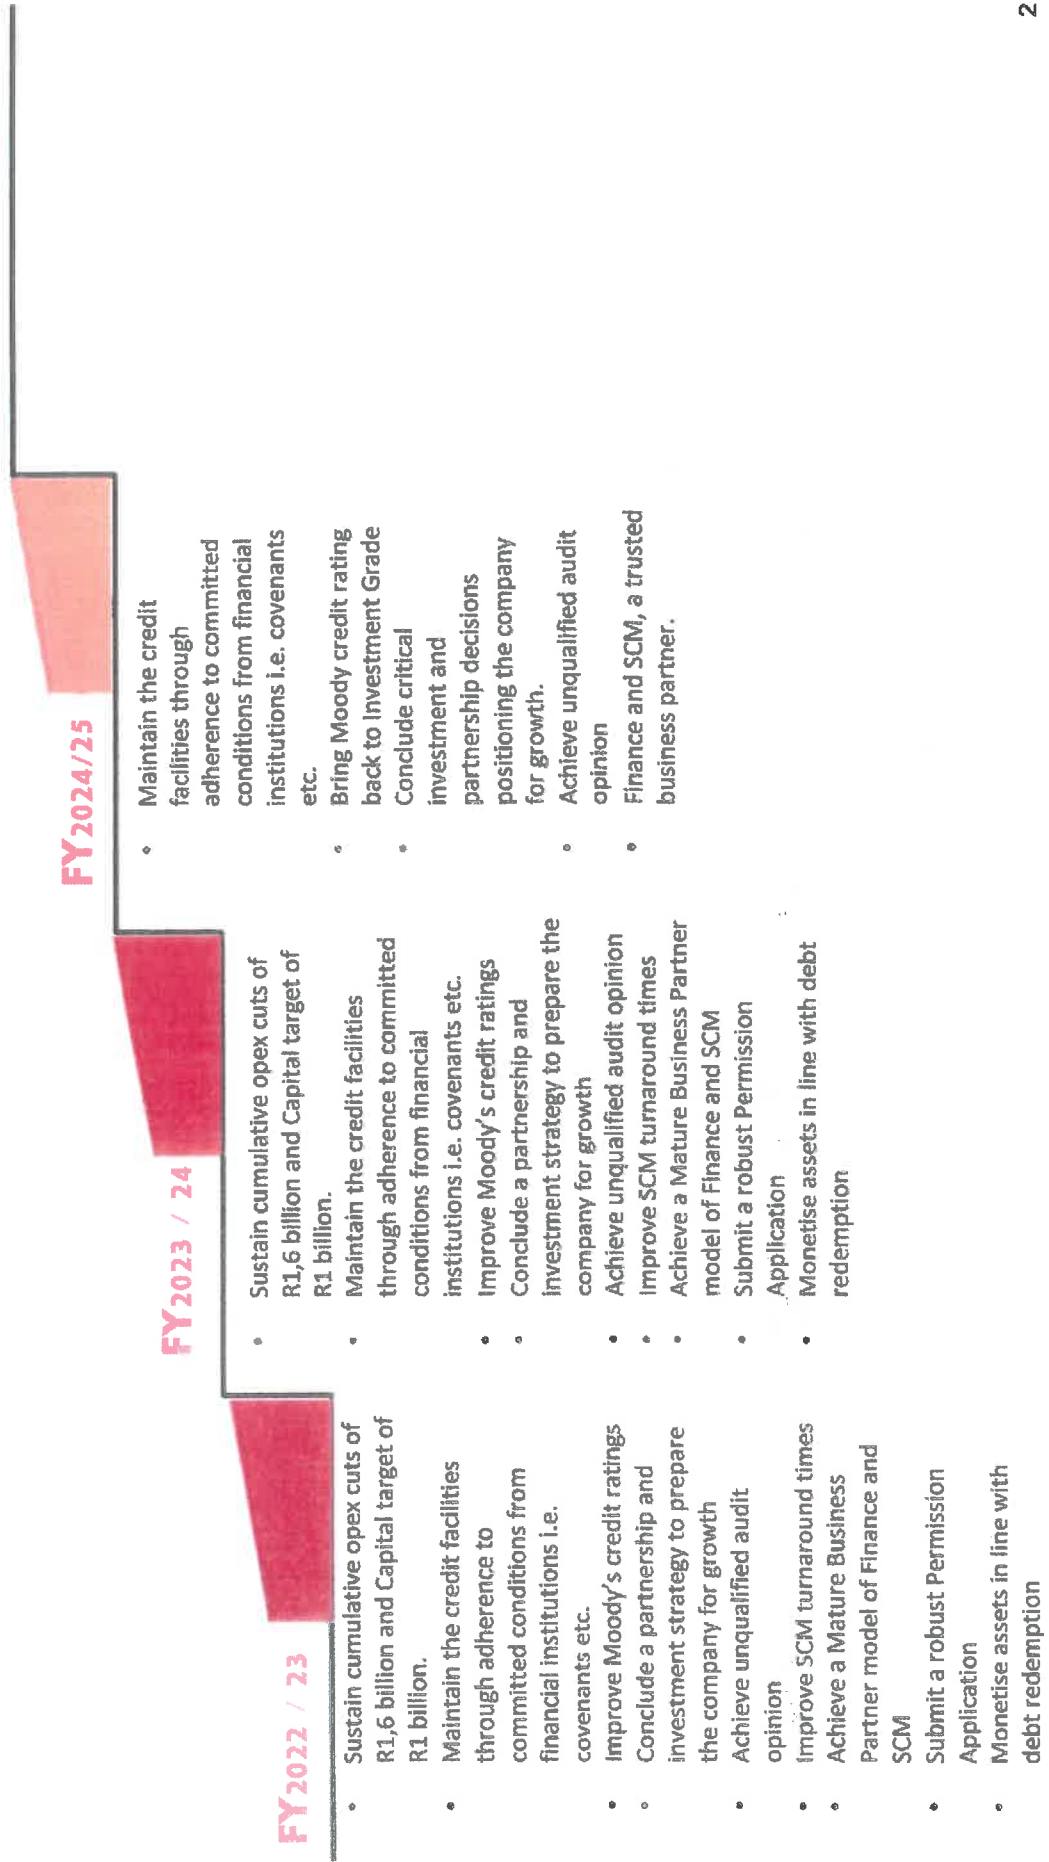 FY2022 / 23
• Sustain cumulative opex cuts of
R1,6 billion and Capital target of
R1 billion.
• Maintain the credit facilities
through adherence to
committed conditions from
financial institutions i.e.
covenants etc.
• Improve Moody's credit ratings
• Conclude a partnership and
investment strategy to prepare
the company for growth
• Achieve unqualified audit
opinion
• Improve SCM turnaround times
• Achieve a Mature Business
Partner model of Finance and
SCM
• Submit a robust Permission
Application
• Monetise assets in line with
debt redemption
FY2023 / 24
• Sustain cumulative opex cuts of
R1,6 billion and Capital target of
R1 billion.
• Maintain the credit facilities
through adherence to committed
conditions from financial
institutions i.e. covenants etc.
• Improve Moody's credit ratings
• Conclude a partnership and
investment strategy to prepare the
company for growth
• Achieve unqualified audit opinion
• Improve SCM turnaround times
• Achieve a Mature Business Partner
model of Finance and SCM
• Submit a robust Permission
Application
• Monetise assets in line with debt
redemption
FY2024/25
• Maintain the credit
facilities through
adherence to committed
conditions from financial
institutions i.e. covenants
etc.
• Bring Moody credit rating
back to Investment Grade
• Conclude critical
investment and
partnership decisions
positioning the company
for growth.
• Achieve unqualified audit
opinion
• Finance and SCM, a trusted
business partner.
2